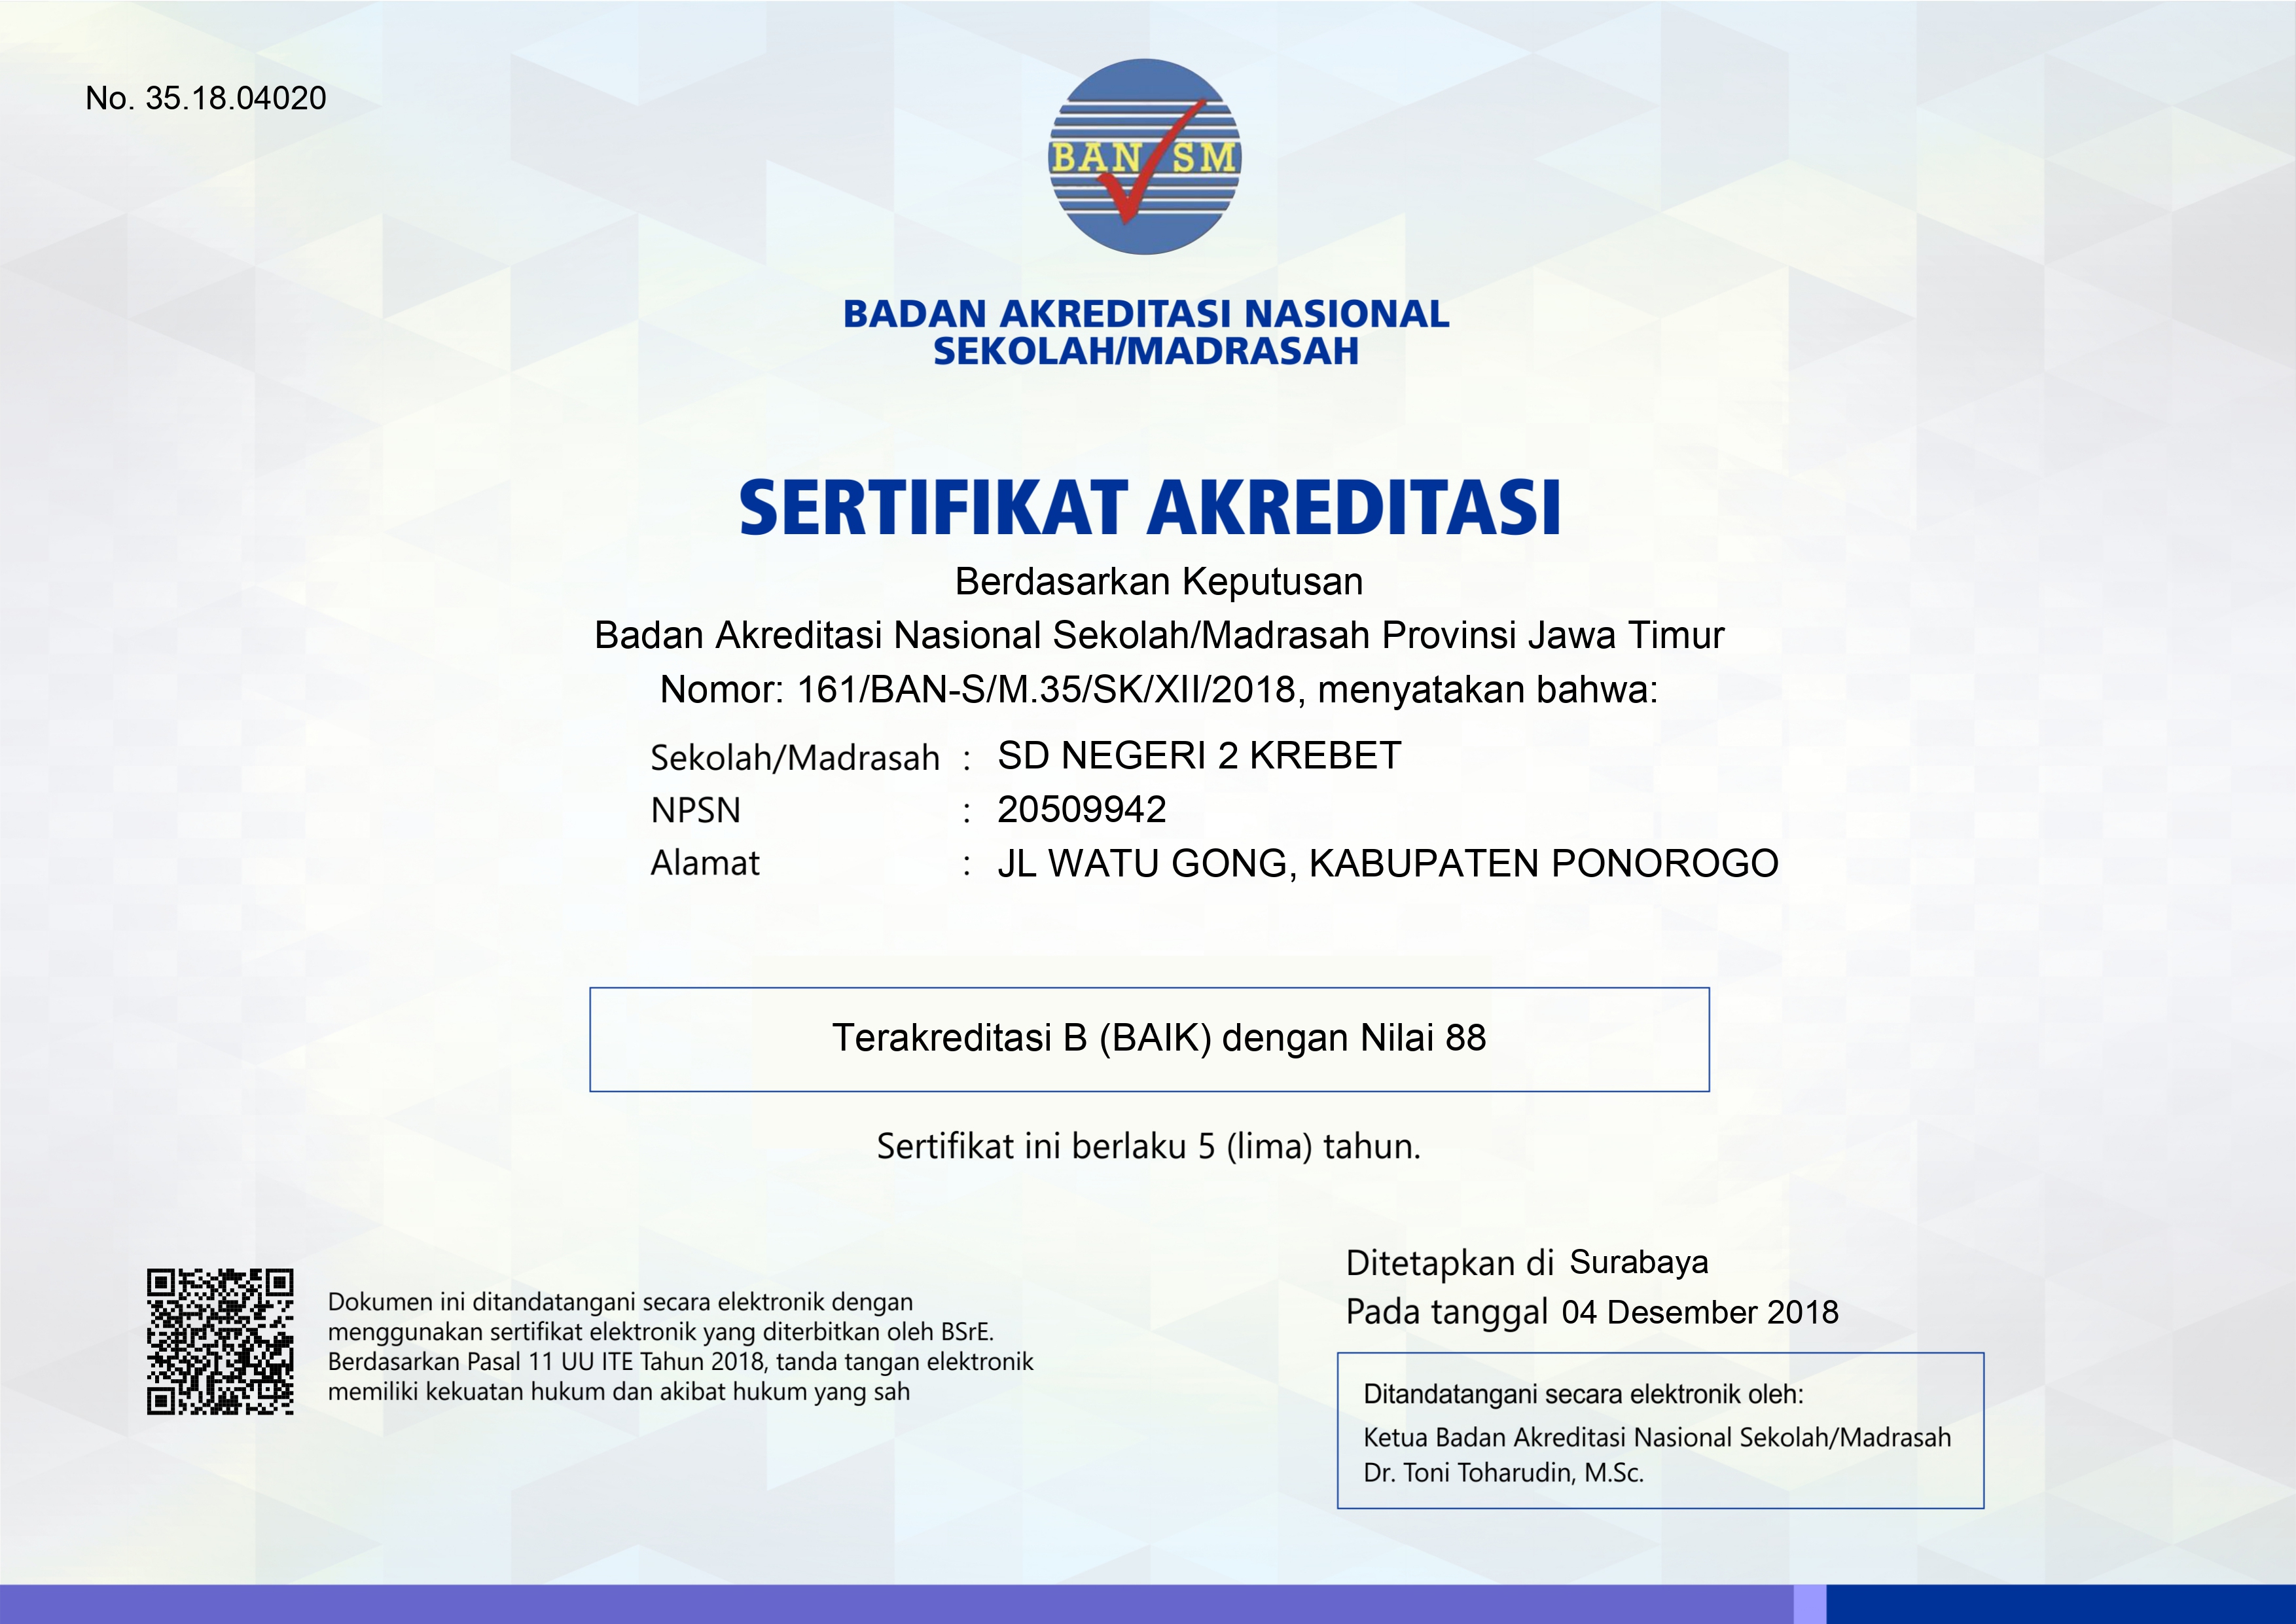 No. 35.18.04020
BAN SM
BADAN AKREDITASI NASIONAL
SEKOLAH/MADRASAH
SERTIFIKAT AKREDITASI
Berdasarkan Keputusan
Badan Akreditasi Nasional Sekolah/Madrasah Provinsi Jawa Timur
Nomor: 161/BAN-S/M.35/SK/XII/2018, menyatakan bahwa:
Sekolah/Madrasah : SD NEGERI 2 KREBET
NPSN : 20509942
Alamat : JL WATU GONG, KABUPATEN PONOROGO
Terakreditasi B (BAIK) dengan Nilai 88
Sertifikat ini berlaku 5 (lima) tahun.
Dokumen ini ditandatangani secara elektronik dengan
menggunakan sertifikat elektronik yang diterbitkan oleh BSrE.
Berdasarkan Pasal 11 UU ITE Tahun 2018, tanda tangan elektronik
memiliki kekuatan hukum dan akibat hukum yang sah
Ditetapkan di Surabaya
Pada tanggal 04 Desember 2018
Ditandatangani secara elektronik oleh:
Ketua Badan Akreditasi Nasional Sekolah/Madrasah
Dr. Toni Toharudin, M.Sc.